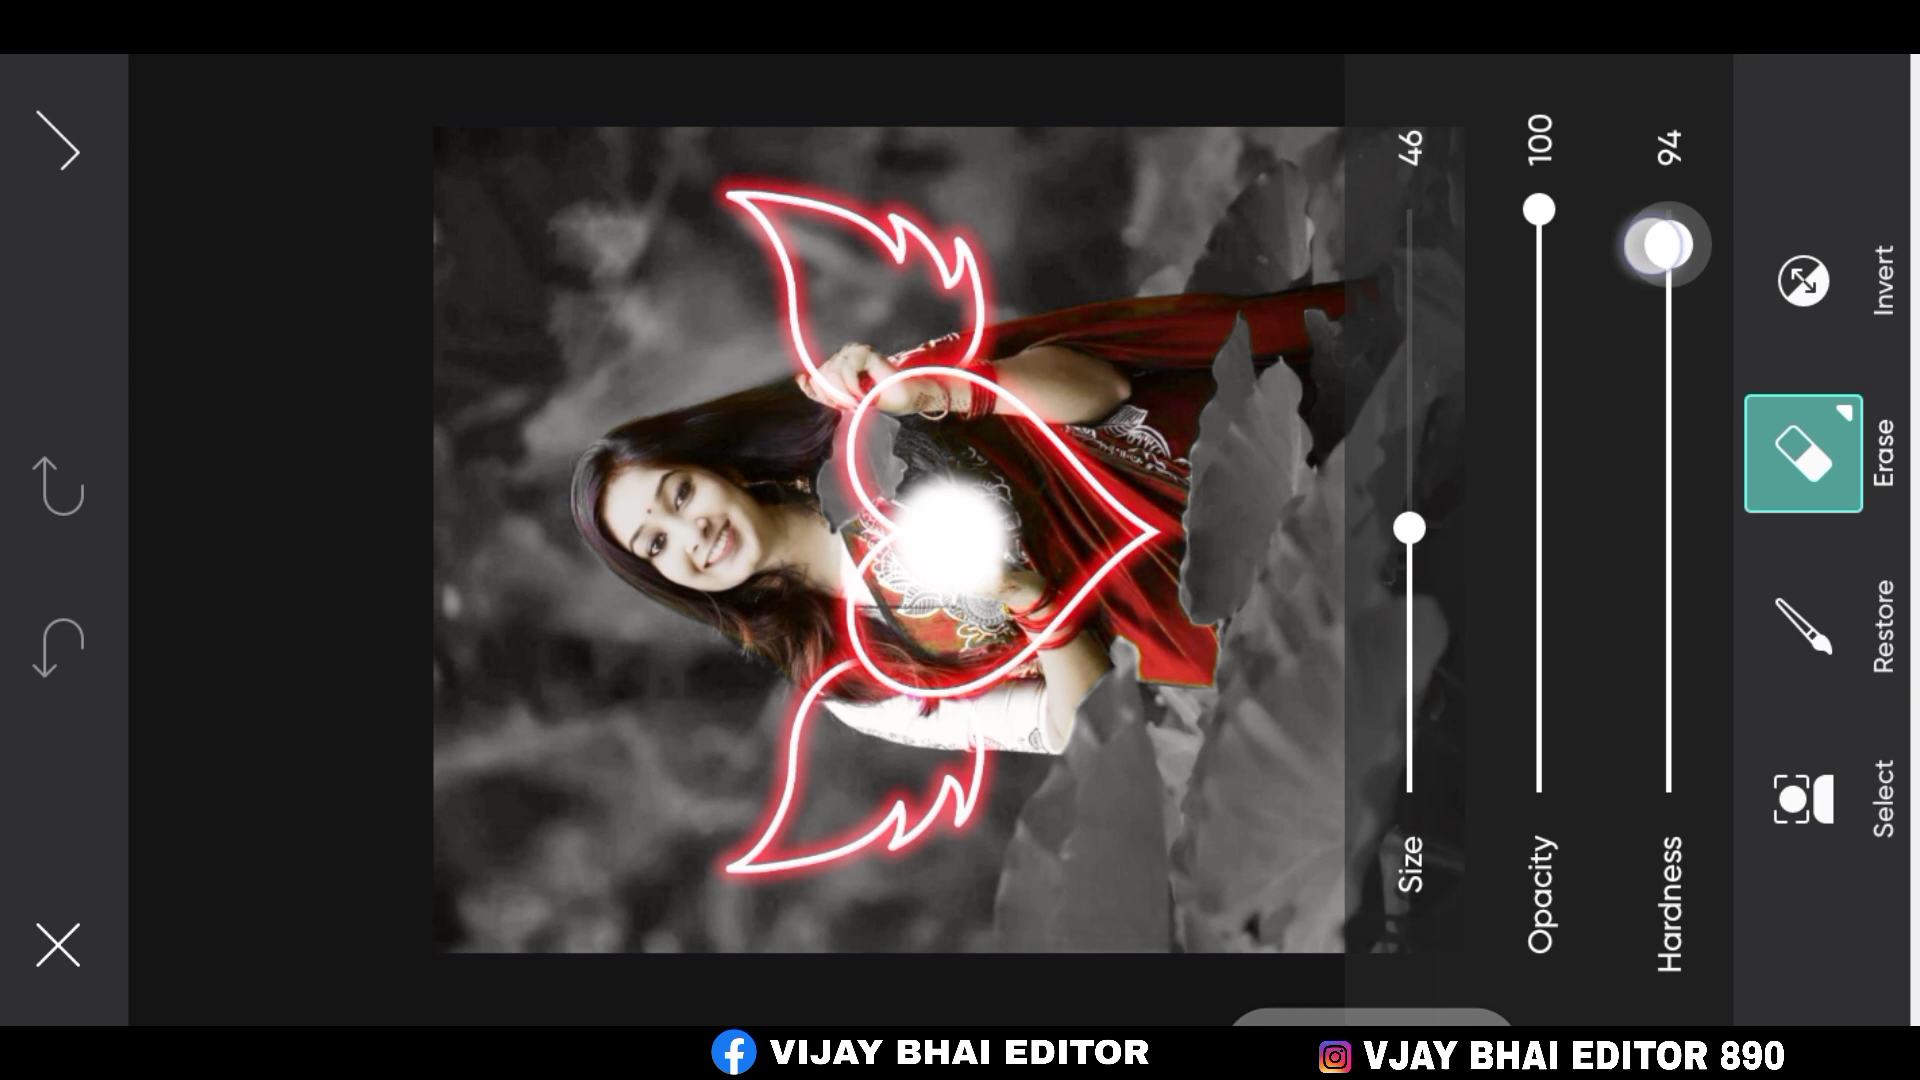 Size 46
Opacity 100
Hardness 94
Select
Restore
Erase
Invert
VIJAY BHAI EDITOR
VJAY BHAI EDITOR 890